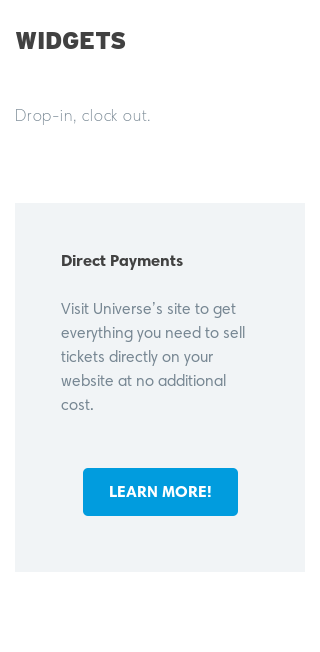 WIDGETS
Drop-in, clock out.
Direct Payments
Visit Universe's site to get
everything you need to sell
tickets directly on your
website at no additional
cost.
LEARN MORE!